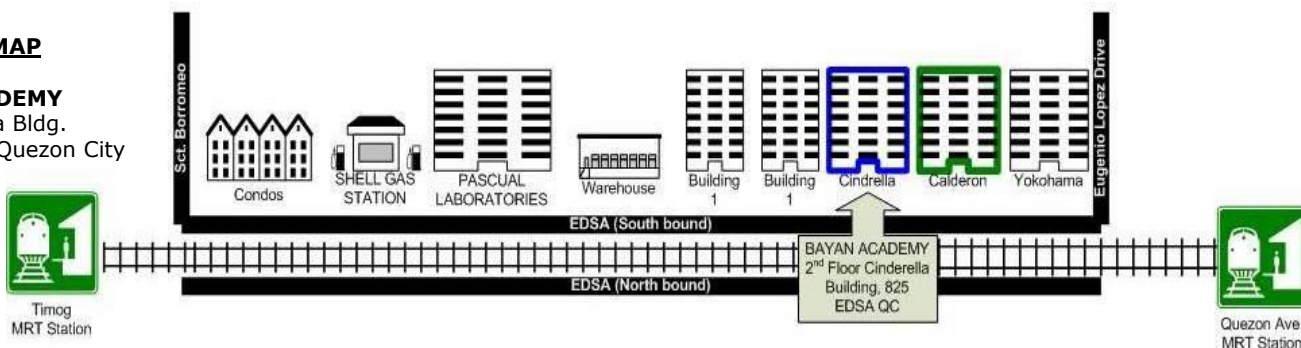 MAP
DEMY
a Bldg.
Quezon City
Sct. Borromeo
Condos
SHELL GAS
STATION
PASCUAL
LABORATORIES
Warehouse
Building
1
Building
1
Cindrella
Calderon
Yokohama
Eugenio Lopez Drive
EDSA (South bound)
BAYAN ACADEMY
2nd Floor Cinderella
Building, 825
EDSA QC
EDSA (North bound)
Timog
MRT Station
Quezon Ave.
MRT Station